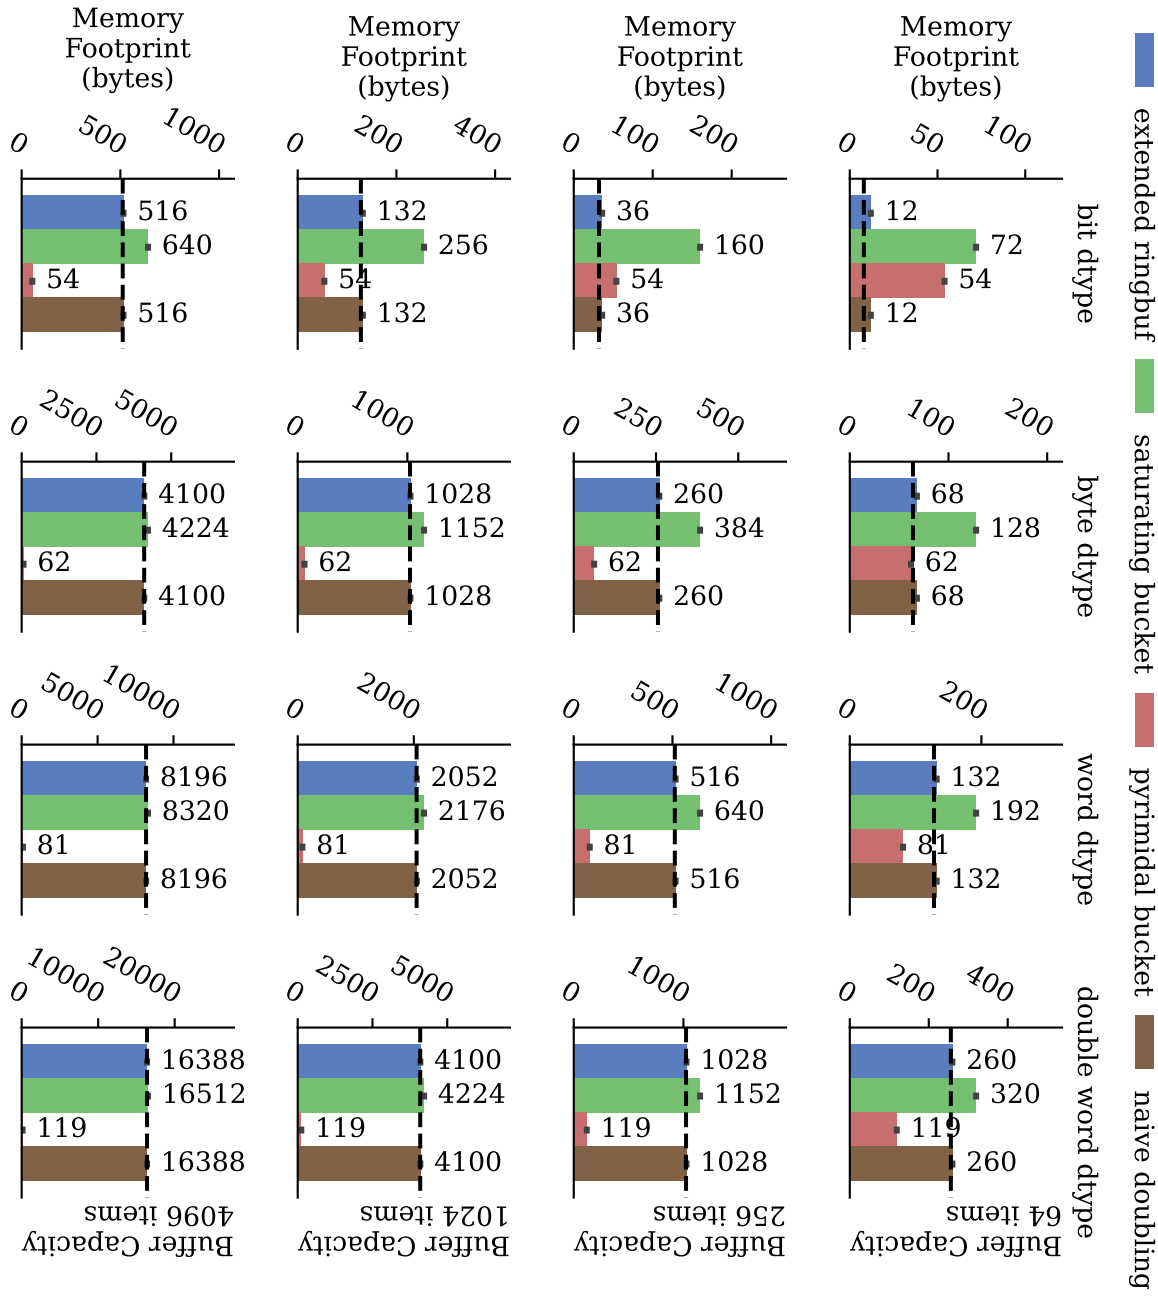 Memory
Footprint
(bytes)
Memory
Footprint
(bytes)
Memory
Footprint
(bytes)
Memory
Footprint
(bytes)
0 500 1000
516
640
54
516
0 200 400
132
256
54
132
0 100 200
36
160
54
36
0 50 100
12
72
54
12
bit dtype
0 2500 5000
4100
4224
62
4100
0 1000
1028
1152
62
1028
0 250 500
260
384
62
260
0 100 200
68
128
62
68
byte dtype
0 5000 10000
8196
8320
81
8196
0 2000
2052
2176
81
2052
0 500 1000
516
640
81
516
0 200
132
192
81
132
word dtype
0 10000 20000
16388
16512
119
16388
0 2500 5000
4100
4224
119
4100
0 1000
1028
1152
119
1028
0 200 400
260
320
119
260
double word dtype
Buffer Capacity
4096 items
Buffer Capacity
1024 items
Buffer Capacity
256 items
Buffer Capacity
64 items
extended ringbuf
saturating bucket
pyrimidal bucket
naive doubling